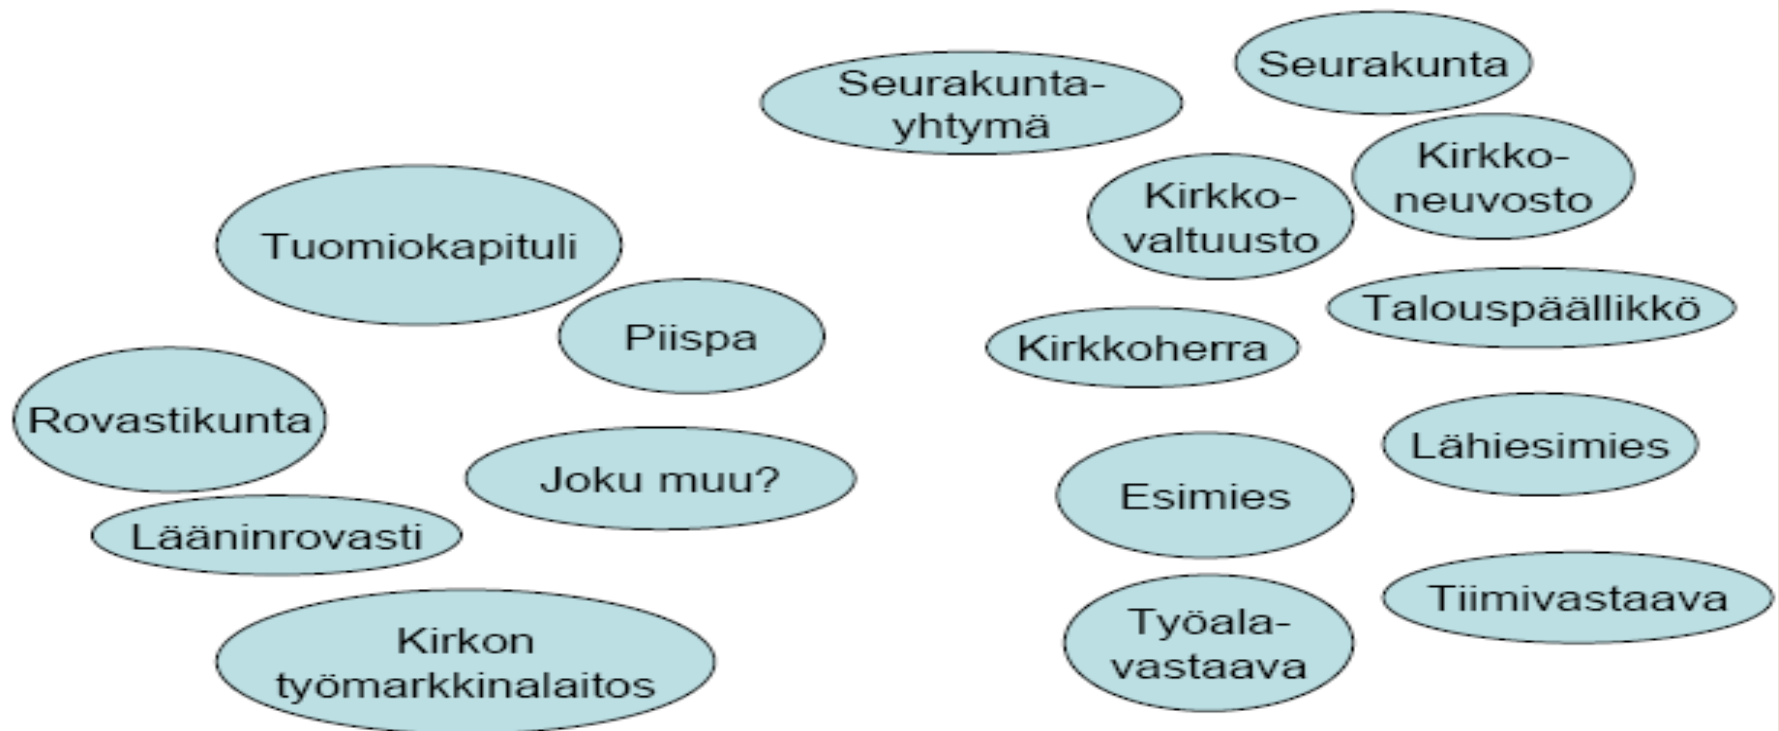 Seurakunta-
yhtymä
Seurakunta
Kirkko-
neuvosto
Kirkko-
valtuusto
Tuomiokapituli
Piispa
Talouspäällikkö
Kirkkoherra
Rovastikunta
Joku muu?
Lähiesimies
Esimies
Lääninrovasti
Tiimivastaava
Työala-
vastaava
Kirkon
työmarkkinalaitos